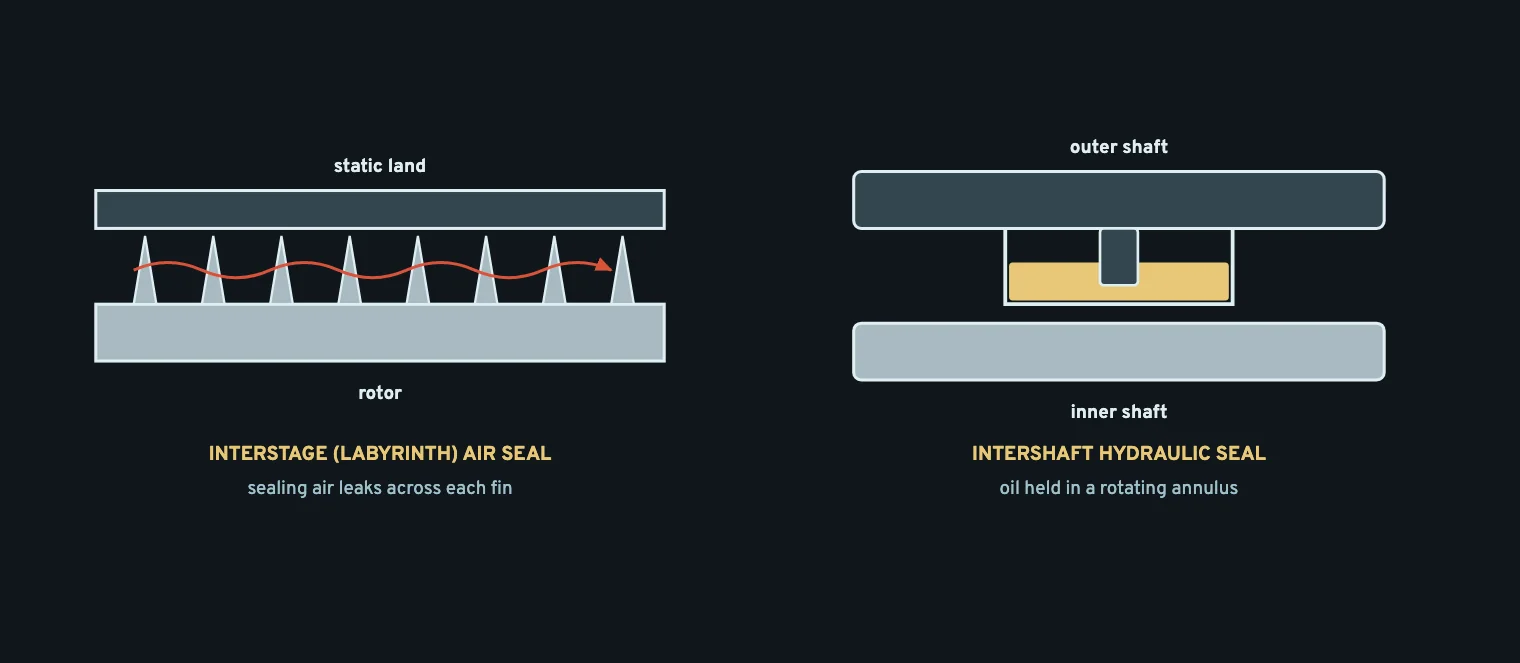 static land
rotor
INTERSTAGE (LABYRINTH) AIR SEAL
sealing air leaks across each fin
outer shaft
inner shaft
INTERSHAFT HYDRAULIC SEAL
oil held in a rotating annulus